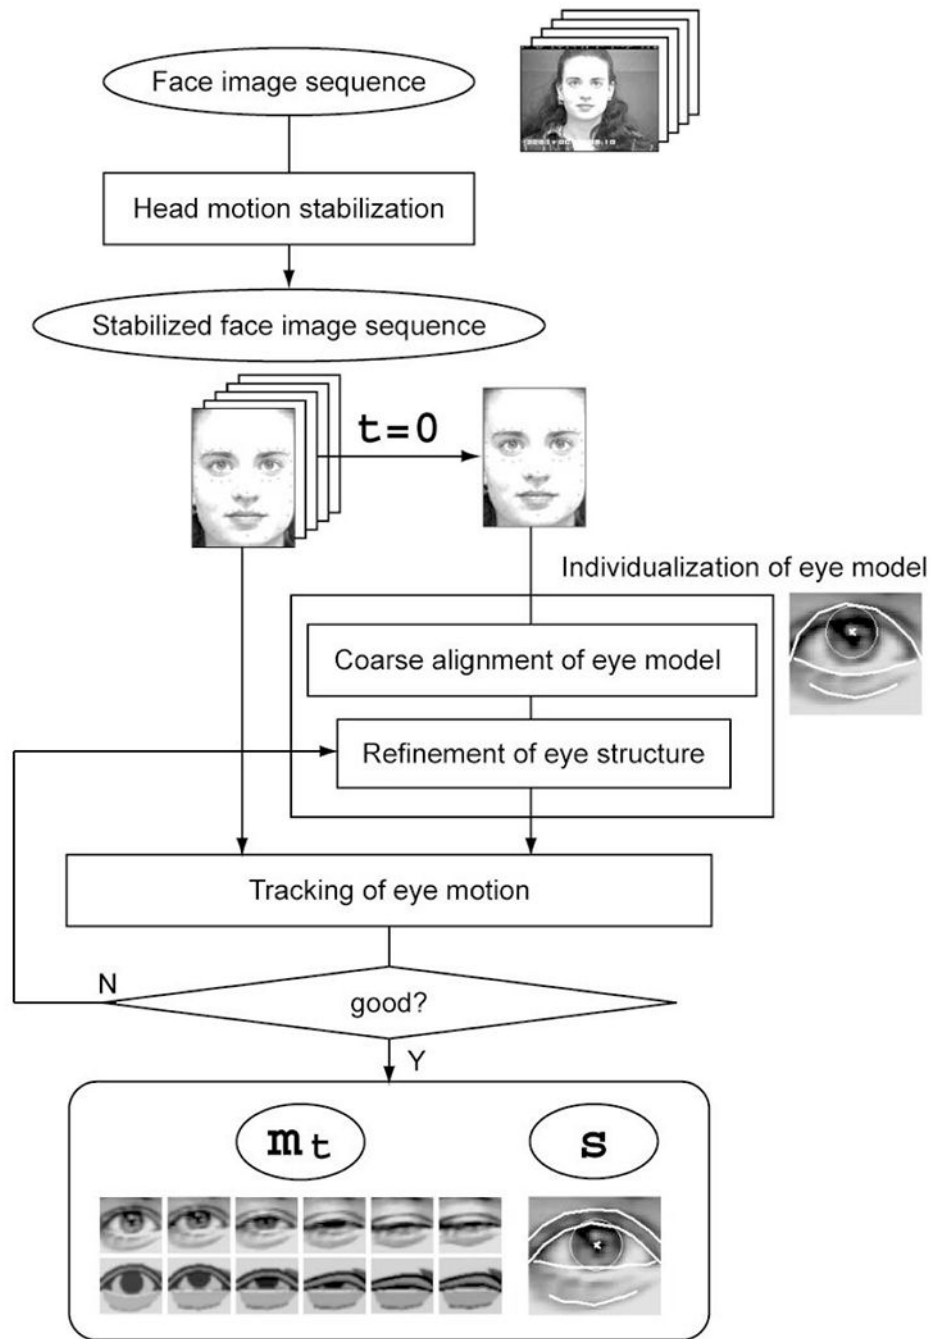 Face image sequence
Head motion stabilization
Stabilized face image sequence
t=0
Individualization of eye model
Coarse alignment of eye model
Refinement of eye structure
Tracking of eye motion
N
good?
Y
mt
s